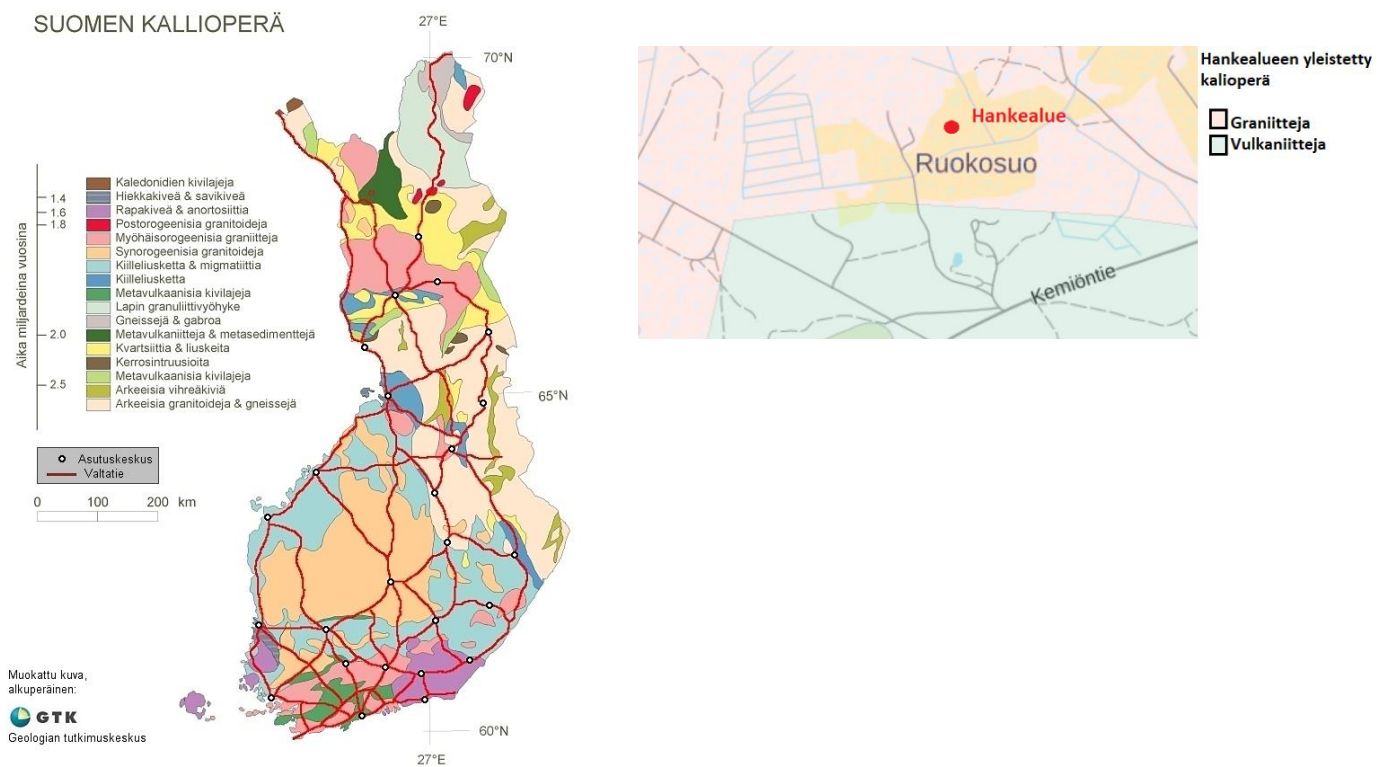 SUOMEN KALLIOPERÄ
27°E
70°N
Aika miljardeina vuosina
1.4
1.6
1.8
2.0
2.5
Kaledonidien kivilajeja
Hiekkakiveä & savikiveä
Rapakiveä & anortosiittia
Postorogeenisia granitoideja
Myöhäisorogeenisia graniitteja
Synorogeenisia granitoideja
Kiilleliusketta & migmatiittia
Kiilleliusketta
Metavulkaanisia kivilajeja
Lapin granuliittivyöhyke
Gneissejä & gabroa
Metavulkaniitteja & metasedimenttejä
Kvartsiittia & liuskeita
Kerrosintruusioita
Metavulkaanisia kivilajeja
Arkeeisia vihreäkiviä
Arkeeisia granitoideja & gneissejä
65°N
Asutuskeskus
Valtatie
0 100 200 km
Muokattu kuva,
alkuperäinen:
GTK
Geologian tutkimuskeskus
60°N
27°E
Hankealue
Ruokosuo
Kemiöntie
Hankealueen yleistetty
kalioperä
Graniitteja
Vulkaniitteja